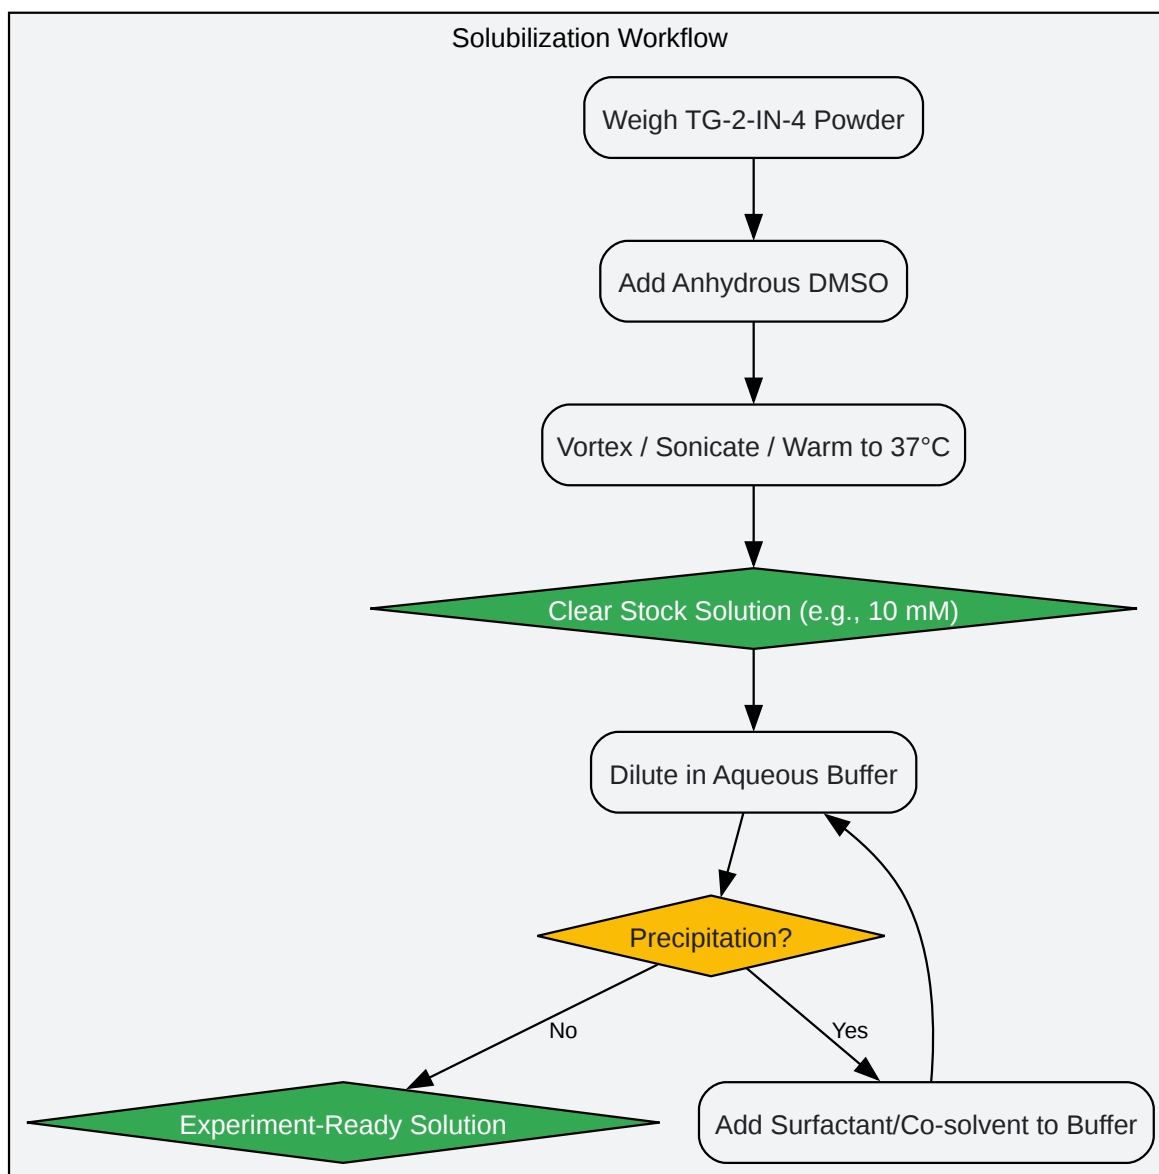 Solubilization Workflow
Weigh TG-2-IN-4 Powder
Add Anhydrous DMSO
Vortex / Sonicate / Warm to 37°C
Clear Stock Solution (e.g., 10 mM)
Dilute in Aqueous Buffer
Precipitation?
No
Yes
Experiment-Ready Solution
Add Surfactant/Co-solvent to Buffer